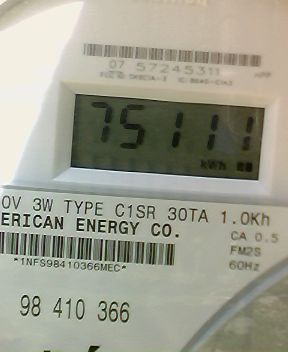 07 57245311
75111
kWh
0V 3W TYPE C1SR 30TA 1.0Kh
ERICAN ENERGY CO.
CA 0.5
FM2S
*1NFS98410366MEC*
60Hz
98 410 366